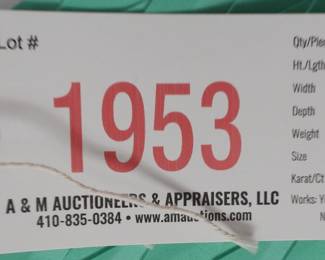 Lot #
1953
A & M AUCTIONEERS & APPRAISERS, LLC
410-835-0384 • www.amauctions.com
Qty/Pie
Ht./Lgth
Width
Depth
Weight
Size
Karat/Ct
Works: Y
N